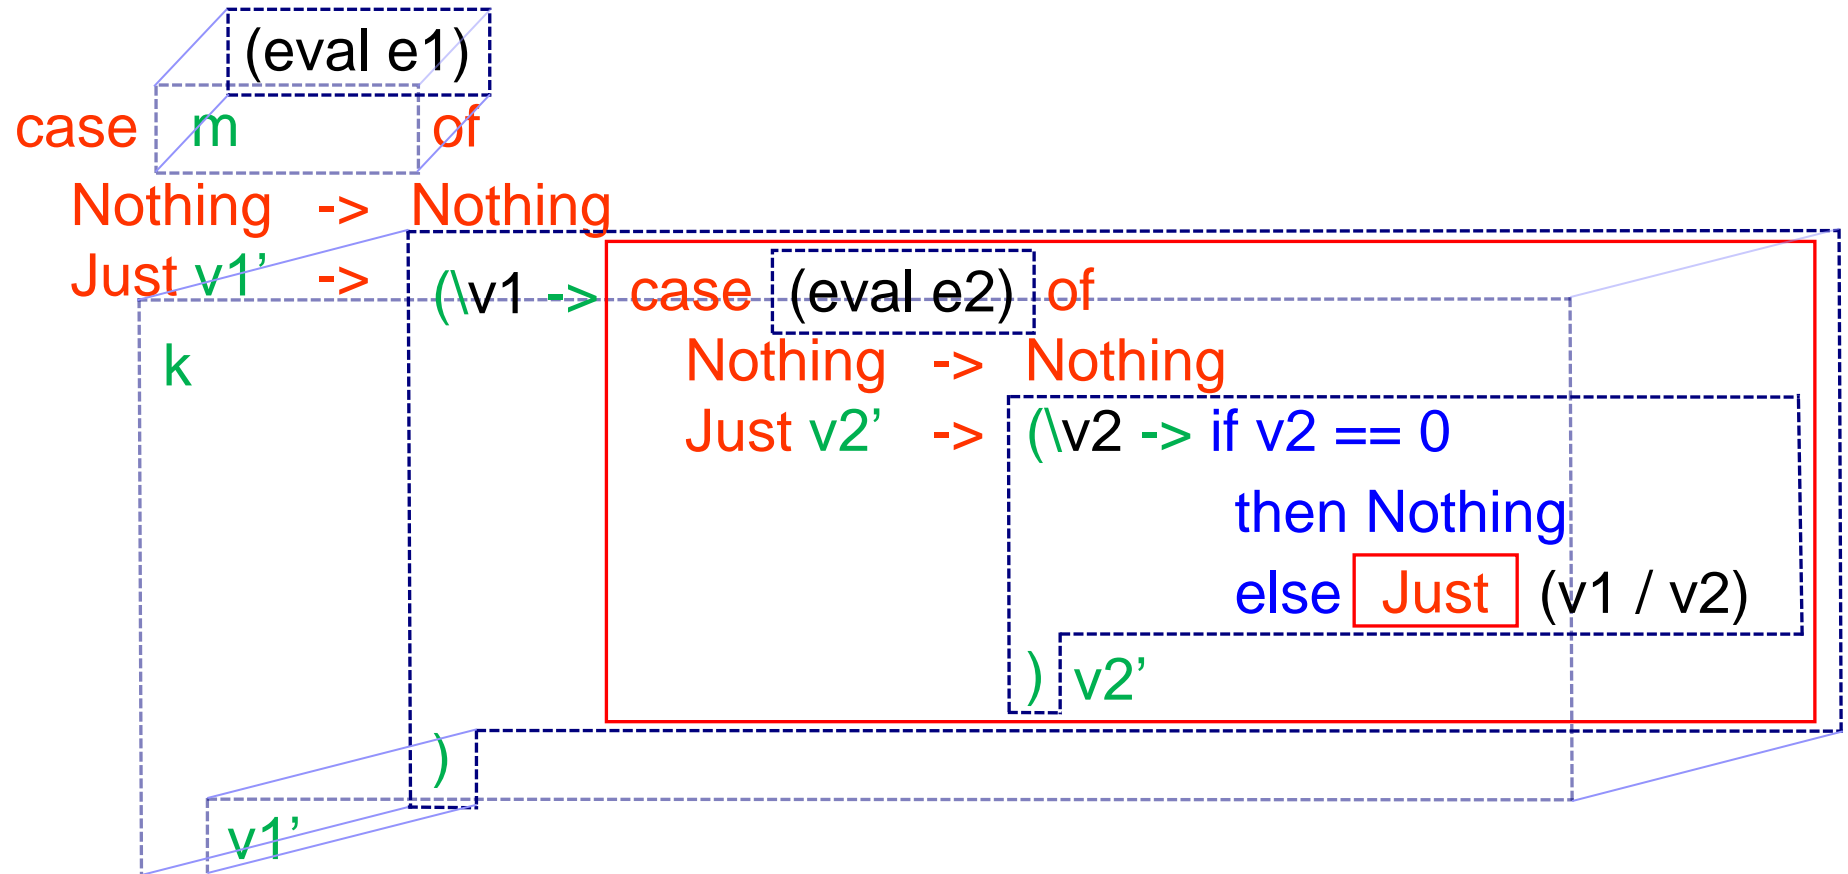 (eval e1)
case m of
Nothing -> Nothing
Just v1’ -> (\v1 -> case (eval e2) of
k Nothing -> Nothing
Just v2’ -> (\v2 -> if v2 == 0
then Nothing
else Just (v1 / v2)
) v2’
)
v1’